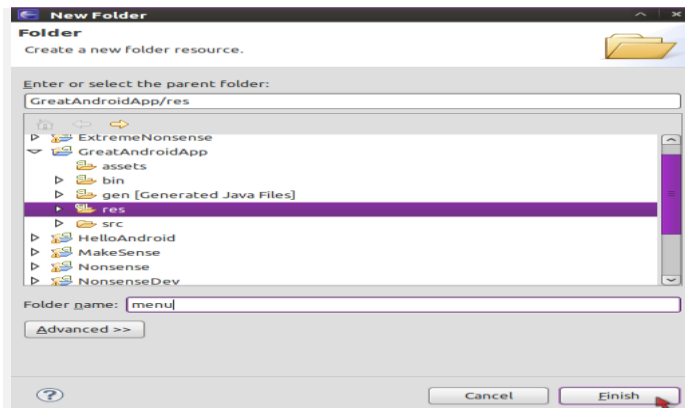 New Folder
Folder
Create a new folder resource.
Enter or select the parent folder:
GreatAndroidApp/res
ExtremeNonsense
GreatAndroidApp
assets
bin
gen [Generated Java Files]
res
src
HelloAndroid
MakeSense
Nonsense
NonsenseDev
Folder name: menu
Advanced >>
? Cancel Finish